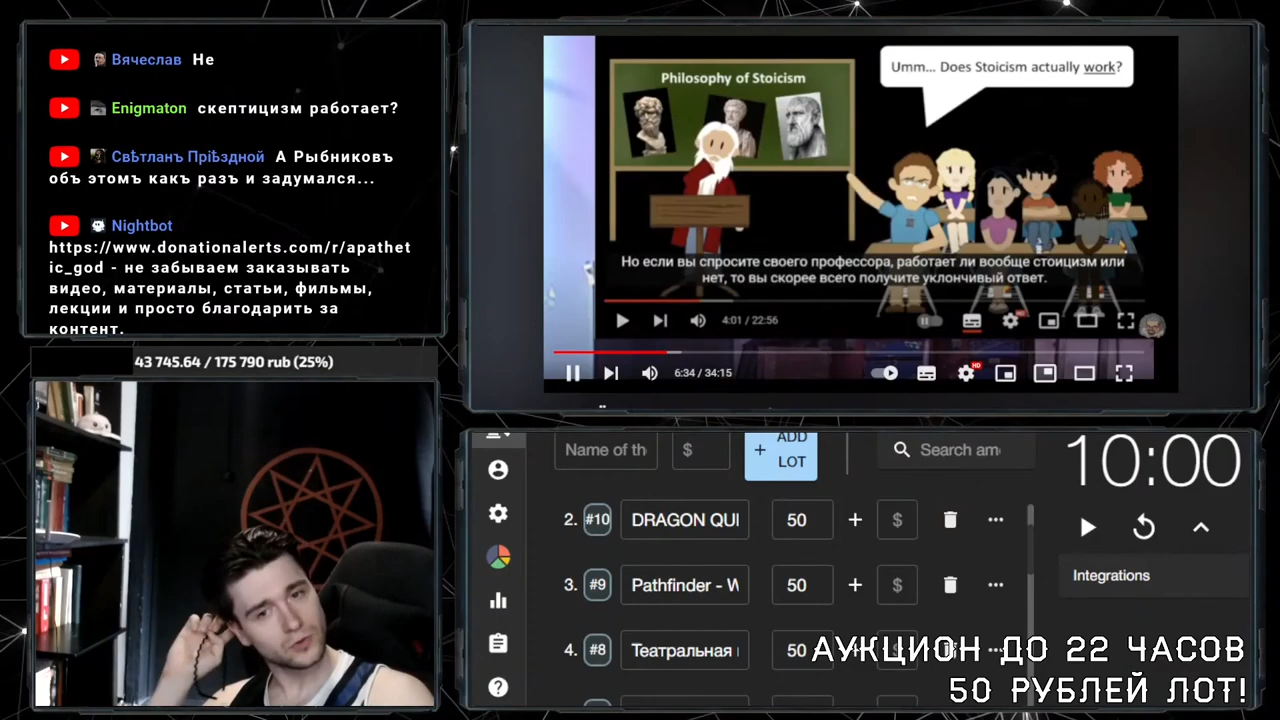 Вячеслав Не
Enigmaton скептицизм работает?
Свѣтланъ Прiѣздной А Рыбниковъ
объ этомъ какъ разъ и задумался...
Nightbot
https://www.donationalerts.com/r/apathet
ic_god - не забываем заказывать
видео, материалы, статьи, фильмы,
лекции и просто благодарить за
контент.
43 745.64 / 175 790 rub (25%)
Philosophy of Stoicism
Umm... Does Stoicism actually work?
Но если вы спросите своего профессора, работает ли вообще стоицизм или
нет, то вы скорее всего получите уклончивый ответ.
4:01 / 22:56
6:34 / 34:15
HD
Name of th
$
+ ADD
LOT
Search am
10:00
2. #10 DRAGON QUI 50 + $
3. #9 Pathfinder - W 50 + $
4. #8 Театральная 50
Integrations
АУКЦИОН ДО 22 ЧАСОВ
50 РУБЛЕЙ ЛОТ!